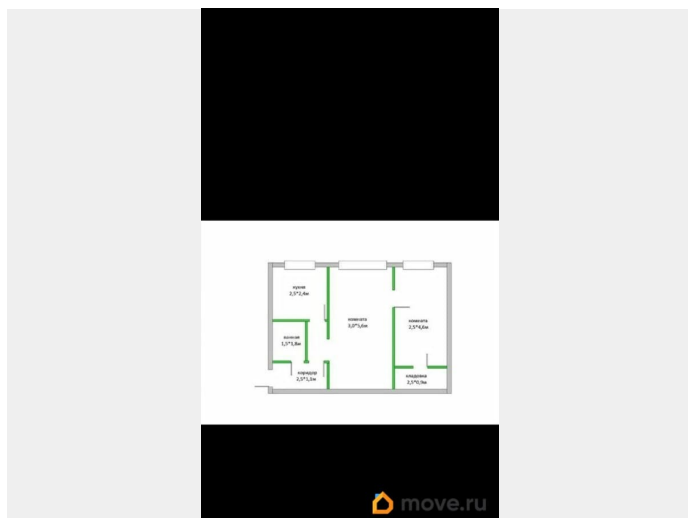 кухня
2,5*2,4м
комната
3,0*5,6м
комната
2,5*4,6м
ванная
1,5*1,8м
коридор
2,5*1,1м
кладовка
2,5*0,9м
move.ru